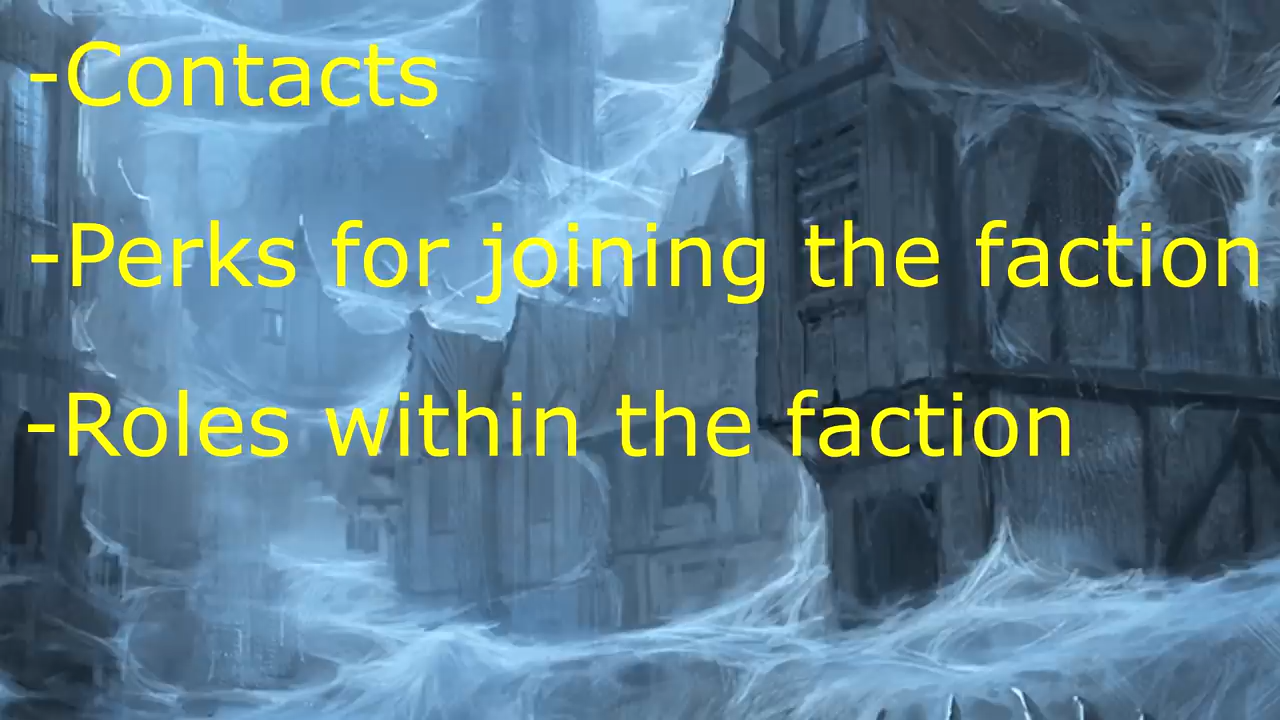 -Contacts
-Perks for joining the faction
-Roles within the faction